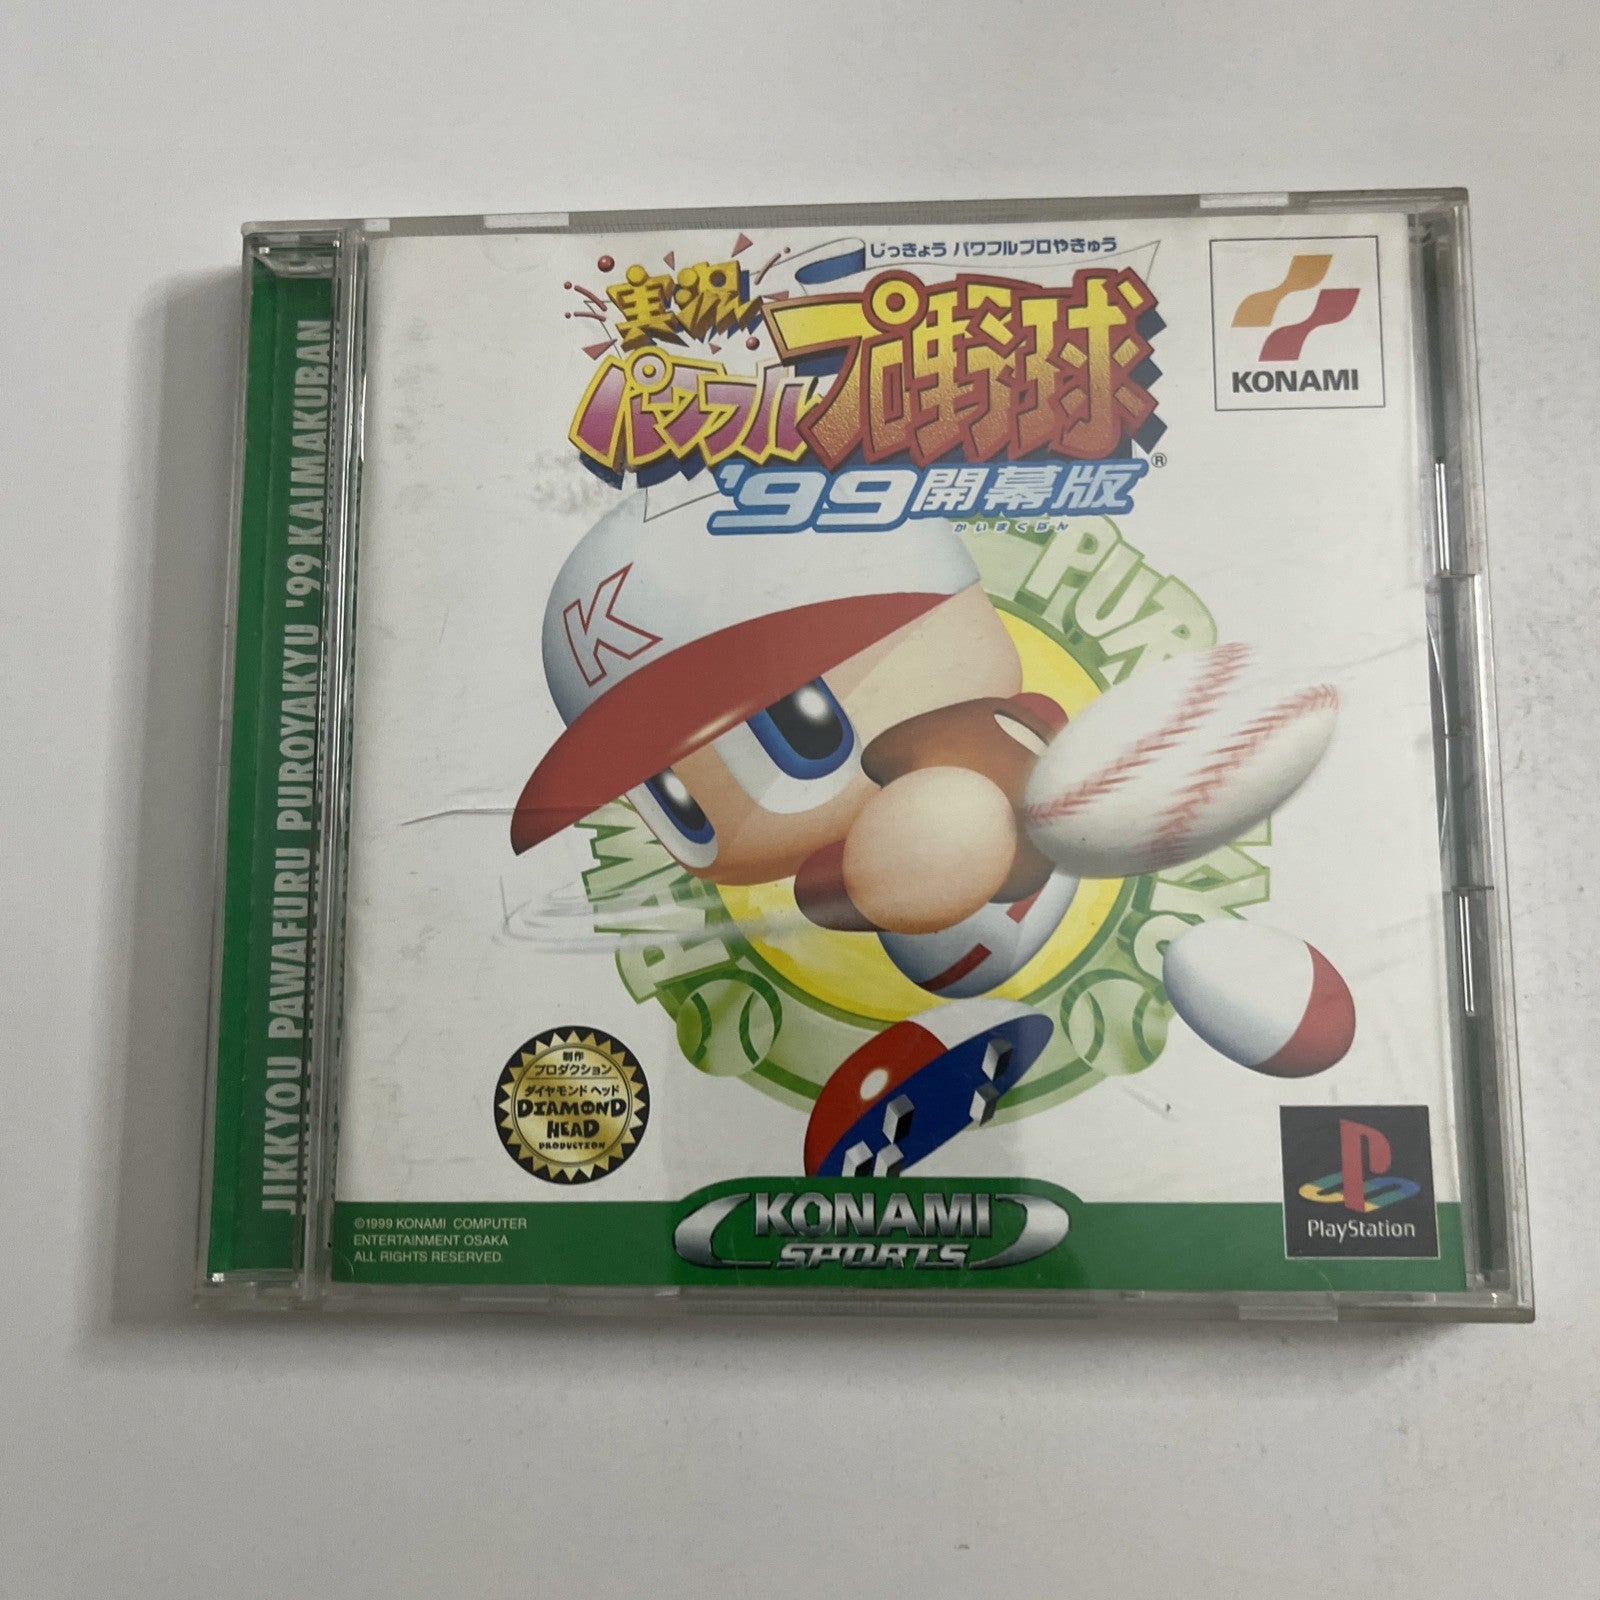 じっきょう パワフルプロやきゅう
実況
パワフル プロ野球
®
'99開幕版
かいまくばん
KONAMI
JIKKYOU PAWAFURU PUROYAKYU '99 KAIMAKUBAN
K
PAW
PUR
制作
プロダクション
ダイヤモンド ヘッド
DIAMOND
HEAD
PRODUCTION
©1999 KONAMI COMPUTER
ENTERTAINMENT OSAKA
ALL RIGHTS RESERVED.
KONAMI
SPORTS
PlayStation